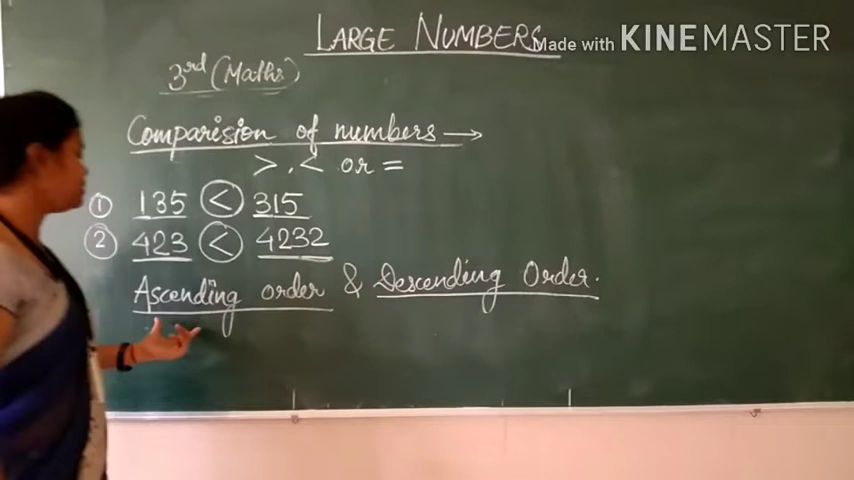 LARGE NUMBERS
Made with KINEMASTER
3rd (Maths)
Comparision of numbers →
> , < or =
① 135 < 315
② 423 < 4232
Ascending order & Descending Order.